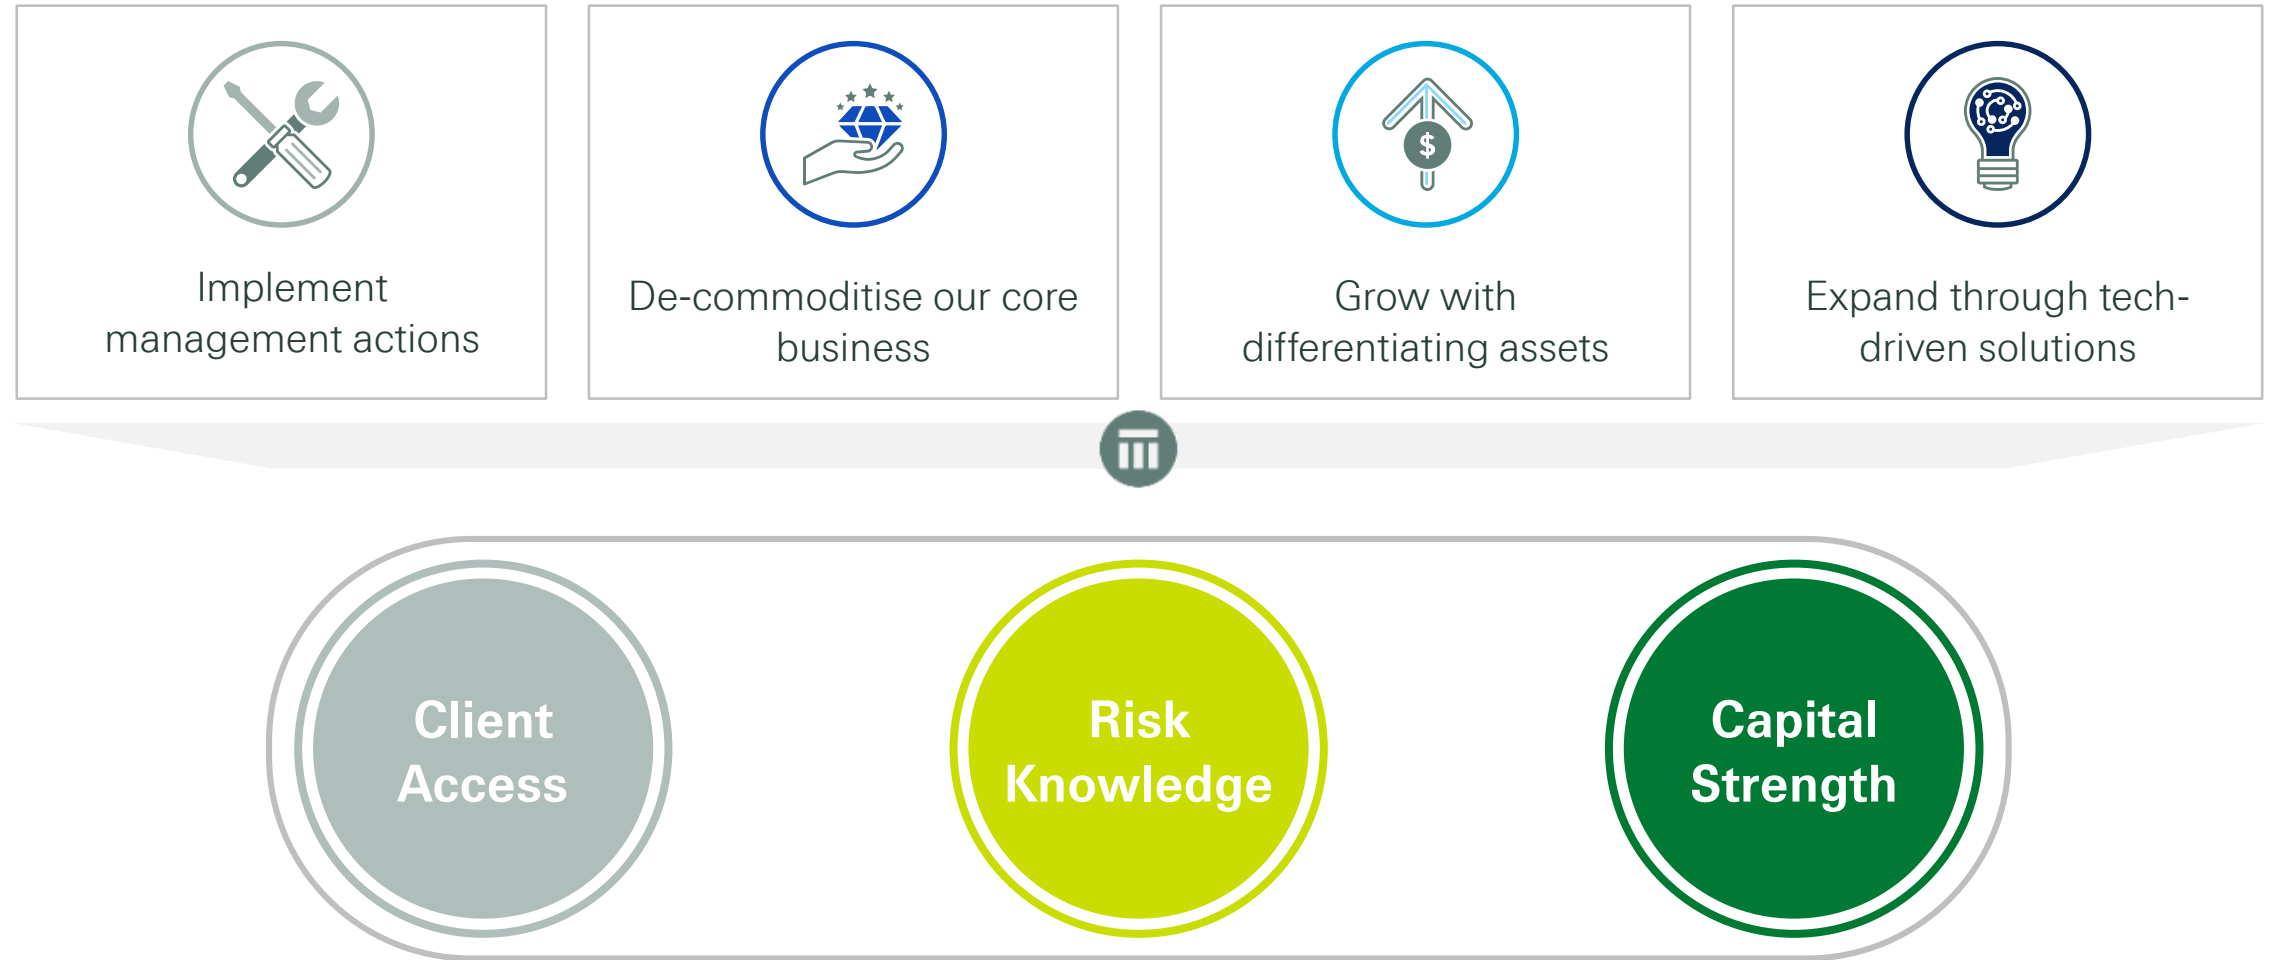 Implement
management actions
De-commoditise our core
business
$
Grow with
differentiating assets
Expand through tech-
driven solutions
Client
Access
Risk
Knowledge
Capital
Strength